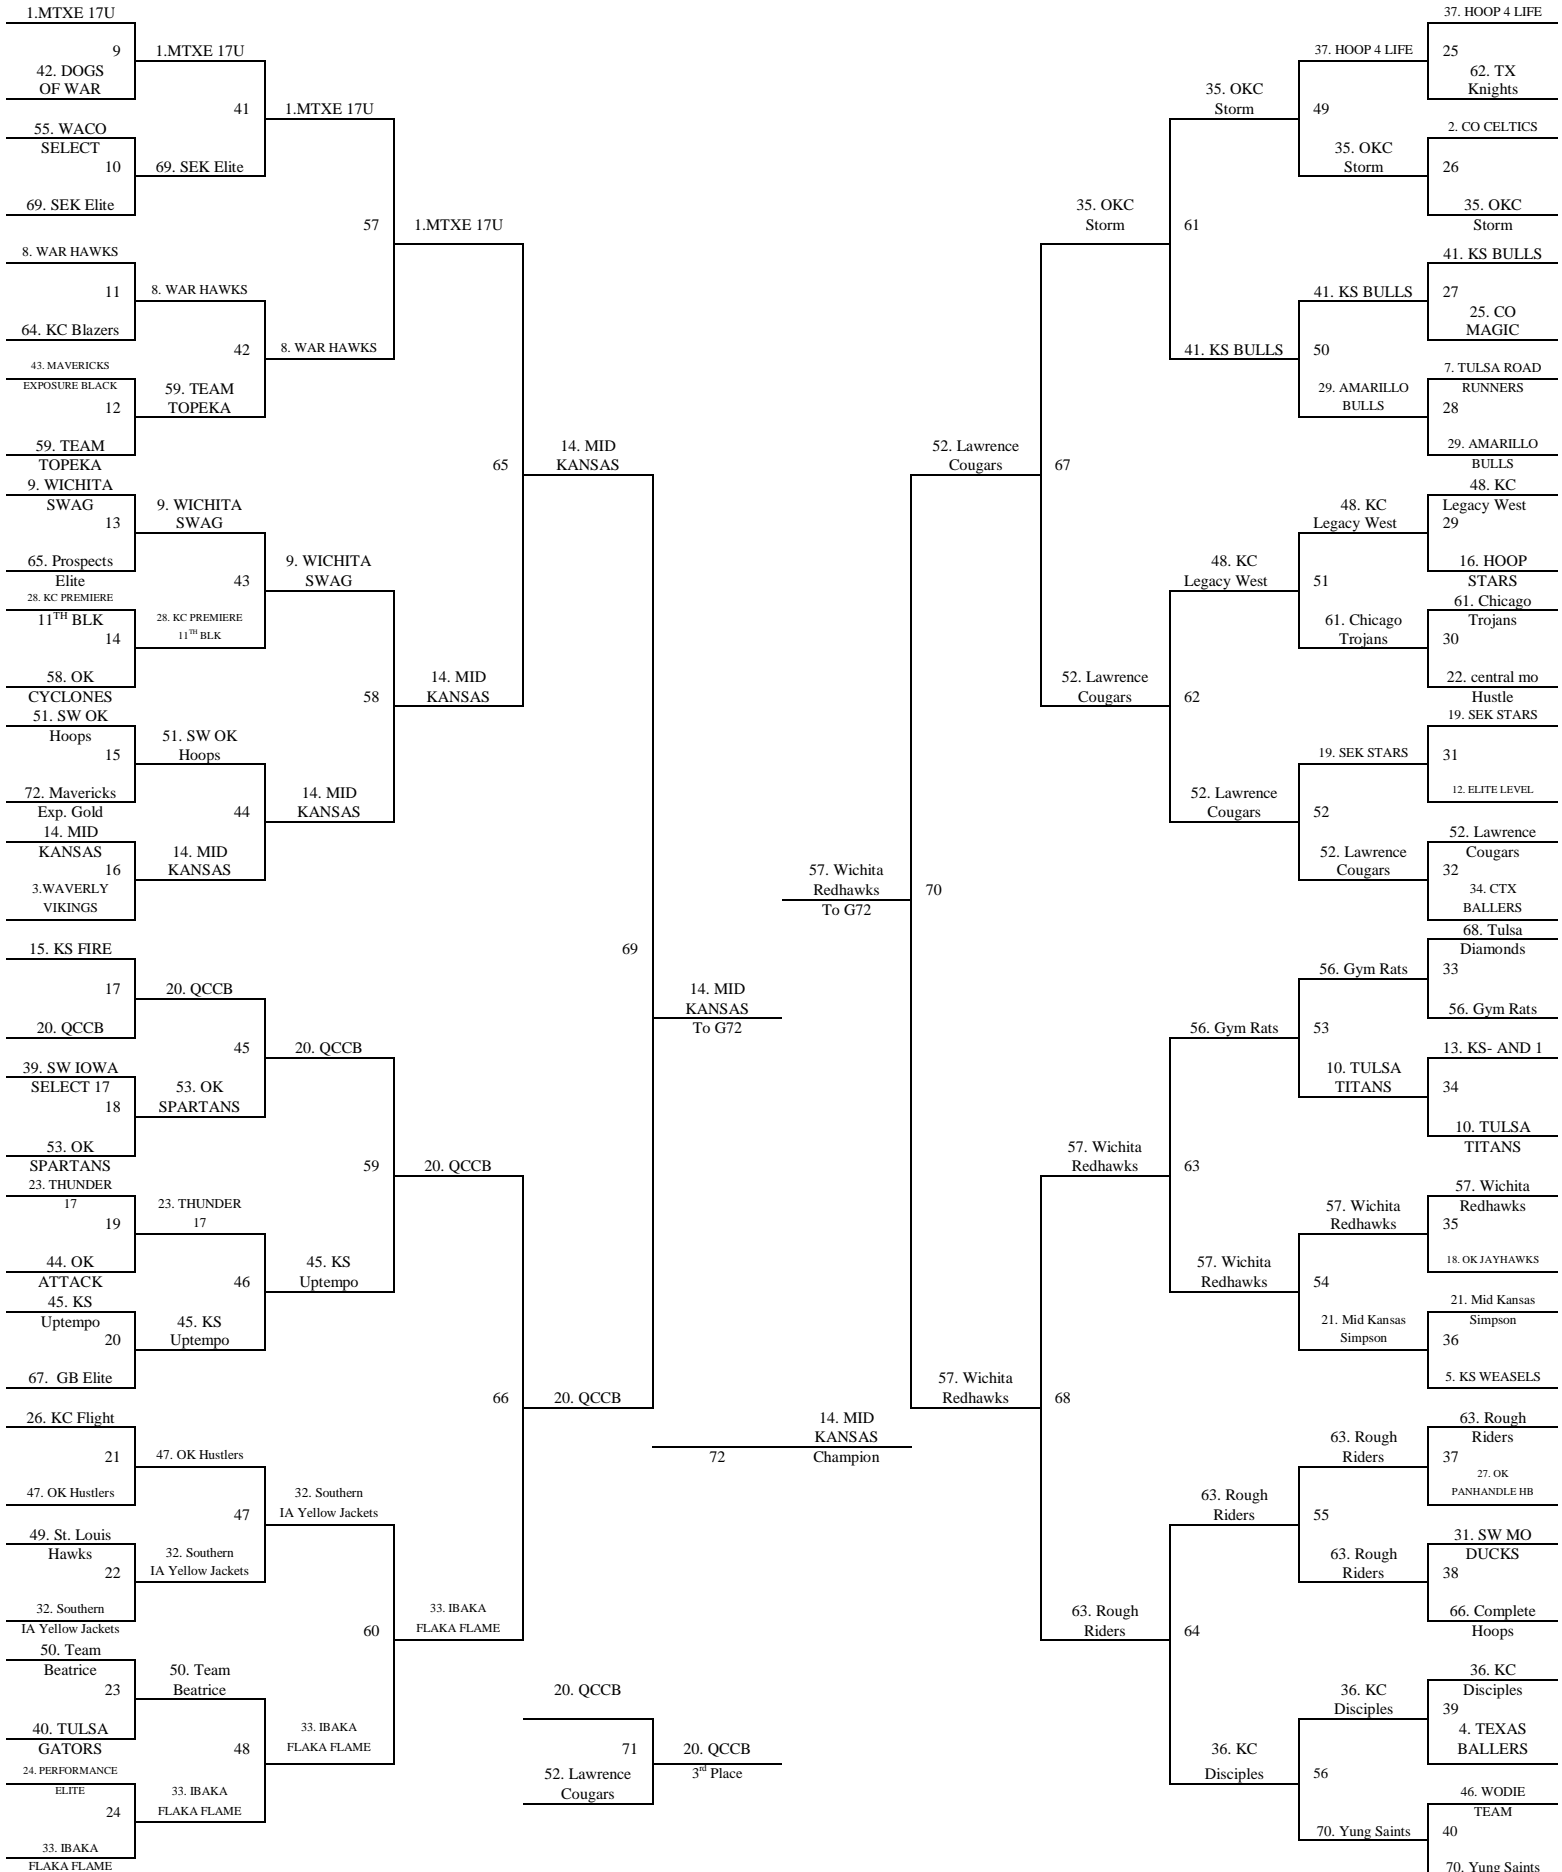 1.MTXE 17U
9
42. DOGS
OF WAR
55. WACO
SELECT
10
69. SEK Elite
8. WAR HAWKS
11
64. KC Blazers
43. MAVERICKS
EXPOSURE BLACK
12
59. TEAM
TOPEKA
9. WICHITA
SWAG
13
65. Prospects
Elite
28. KC PREMIERE
11TH BLK
14
58. OK
CYCLONES
51. SW OK
Hoops
15
72. Mavericks
Exp. Gold
14. MID
KANSAS
16
3.WAVERLY
VIKINGS
15. KS FIRE
17
20. QCCB
39. SW IOWA
SELECT 17
18
53. OK
SPARTANS
23. THUNDER
17
19
44. OK
ATTACK
45. KS
Uptempo
20
67. GB Elite
26. KC Flight
21
47. OK Hustlers
49. St. Louis
Hawks
22
32. Southern
IA Yellow Jackets
50. Team
Beatrice
23
40. TULSA
GATORS
24. PERFORMANCE
ELITE
24
33. IBAKA
FLAKA FLAME
1.MTXE 17U
41
69. SEK Elite
8. WAR HAWKS
42
59. TEAM
TOPEKA
9. WICHITA
SWAG
43
28. KC PREMIERE
11TH BLK
51. SW OK
Hoops
44
14. MID
KANSAS
20. QCCB
45
53. OK
SPARTANS
23. THUNDER
17
46
45. KS
Uptempo
47. OK Hustlers
47
32. Southern
IA Yellow Jackets
50. Team
Beatrice
48
33. IBAKA
FLAKA FLAME
1.MTXE 17U
57
8. WAR HAWKS
9. WICHITA
SWAG
58
14. MID
KANSAS
20. QCCB
59
45. KS
Uptempo
32. Southern
IA Yellow Jackets
60
33. IBAKA
FLAKA FLAME
1.MTXE 17U
65
14. MID
KANSAS
20. QCCB
66
33. IBAKA
FLAKA FLAME
14. MID
KANSAS
69
20. QCCB
14. MID
KANSAS
To G72
72
14. MID
KANSAS
Champion
20. QCCB
71
52. Lawrence
Cougars
20. QCCB
3rd Place
57. Wichita
Redhawks
To G72
70
52. Lawrence
Cougars
57. Wichita
Redhawks
35. OKC
Storm
67
52. Lawrence
Cougars
57. Wichita
Redhawks
68
63. Rough
Riders
35. OKC
Storm
61
41. KS BULLS
48. KC
Legacy West
62
52. Lawrence
Cougars
56. Gym Rats
63
57. Wichita
Redhawks
63. Rough
Riders
64
36. KC
Disciples
37. HOOP 4 LIFE
49
35. OKC
Storm
41. KS BULLS
50
29. AMARILLO
BULLS
48. KC
Legacy West
51
61. Chicago
Trojans
19. SEK STARS
52
52. Lawrence
Cougars
56. Gym Rats
53
10. TULSA
TITANS
57. Wichita
Redhawks
54
21. Mid Kansas
Simpson
63. Rough
Riders
55
63. Rough
Riders
36. KC
Disciples
56
70. Yung Saints
37. HOOP 4 LIFE
25
62. TX
Knights
2. CO CELTICS
26
35. OKC
Storm
41. KS BULLS
27
25. CO
MAGIC
7. TULSA ROAD
RUNNERS
28
29. AMARILLO
BULLS
48. KC
Legacy West
29
16. HOOP
STARS
61. Chicago
Trojans
30
22. central mo
Hustle
19. SEK STARS
31
12. ELITE LEVEL
52. Lawrence
Cougars
32
34. CTX
BALLERS
68. Tulsa
Diamonds
33
56. Gym Rats
13. KS- AND 1
34
10. TULSA
TITANS
57. Wichita
Redhawks
35
18. OK JAYHAWKS
21. Mid Kansas
Simpson
36
5. KS WEASELS
63. Rough
Riders
37
27. OK
PANHANDLE HB
31. SW MO
DUCKS
38
66. Complete
Hoops
36. KC
Disciples
39
4. TEXAS
BALLERS
46. WODIE
TEAM
40
70. Yung Saints